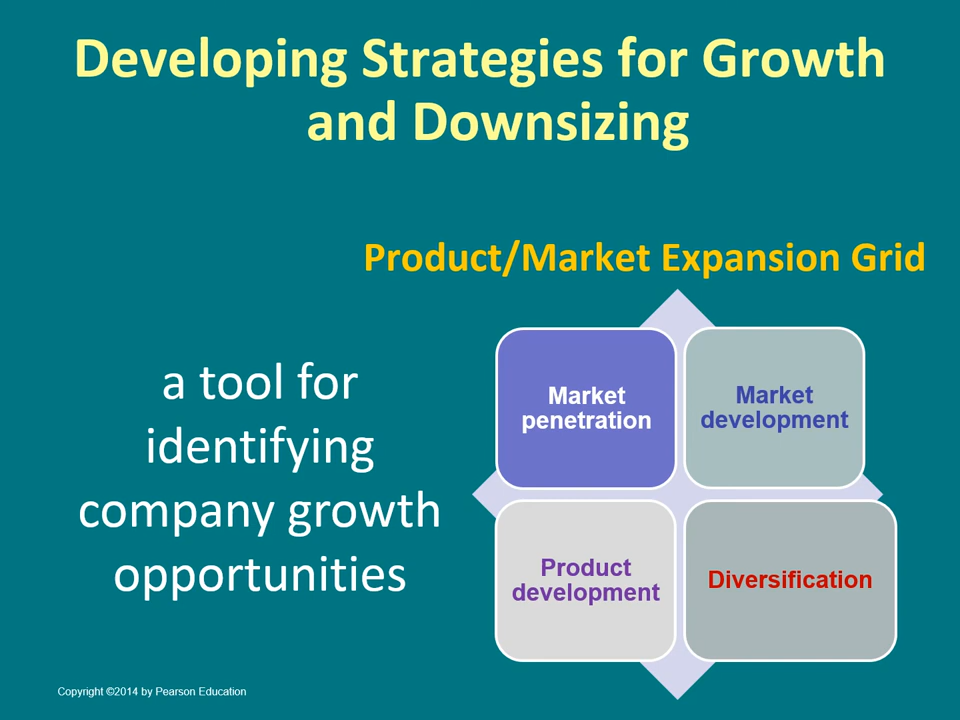 Developing Strategies for Growth
and Downsizing
Product/Market Expansion Grid
a tool for
identifying
company growth
opportunities
Market
penetration
Market
development
Product
development
Diversification
Copyright ©2014 by Pearson Education